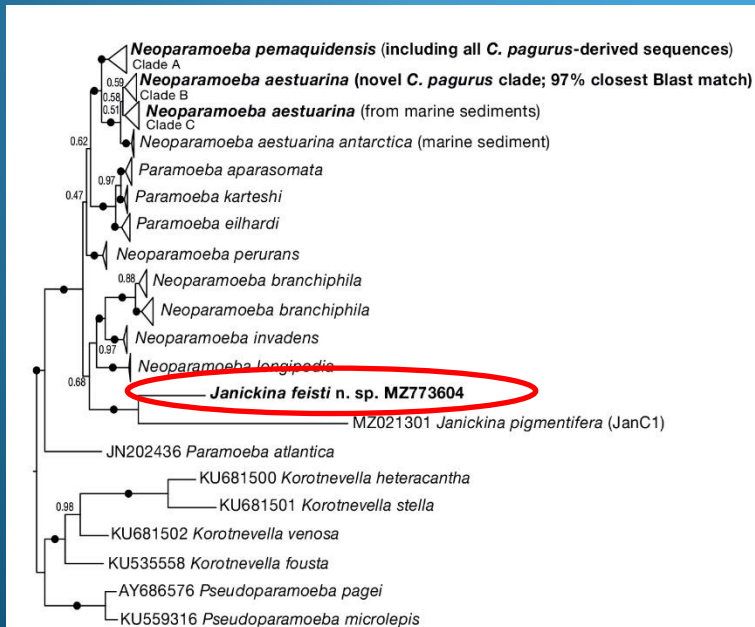 Neoparamoeba pemaquidensis (including all C. pagurus-derived sequences)
Clade A
0.59
Neoparamoeba aestuarina (novel C. pagurus clade; 97% closest Blast match)
Clade B
0.58
0.51
Neoparamoeba aestuarina (from marine sediments)
Clade C
0.62
Neoparamoeba aestuarina antarctica (marine sediment)
Paramoeba aparasomata
0.97
0.47
Paramoeba karteshi
Paramoeba eilhardi
Neoparamoeba perurans
0.88
Neoparamoeba branchiphila
Neoparamoeba branchiphila
Neoparamoeba invadens
0.97
Neoparamoeba longipodia
0.68
Janickina feisti n. sp. MZ773604
MZ021301 Janickina pigmentifera (JanC1)
JN202436 Paramoeba atlantica
KU681500 Korotnevella heteracantha
KU681501 Korotnevella stella
0.98
KU681502 Korotnevella venosa
KU535558 Korotnevella fousta
AY686576 Pseudoparamoeba pagei
KU559316 Pseudoparamoeba microlepis